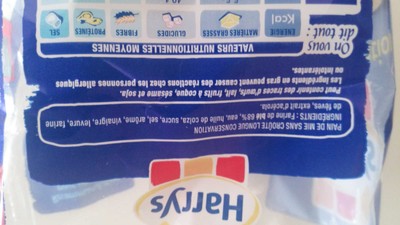 Harrys
PAIN DE MIE SANS CROÛTE LONGUE CONSERVATION
INGRÉDIENTS : Farine de blé 68%, eau, huile de colza, sucre, sel, arôme, vinaigre, levure, farine
de fèves, extrait d'acérola.
Peut contenir des traces d'œufs, lait, fruits à coque, sésame et soja.
Les ingrédients en gras peuvent causer des réactions chez les personnes allergiques
ou intolérantes.
On vous
dit tout :
VALEURS NUTRITIONNELLES MOYENNES
Kcal
ÉNERGIE
MATIÈRES GRASSES
GLUCIDES
FIBRES
PROTÉINES
SEL